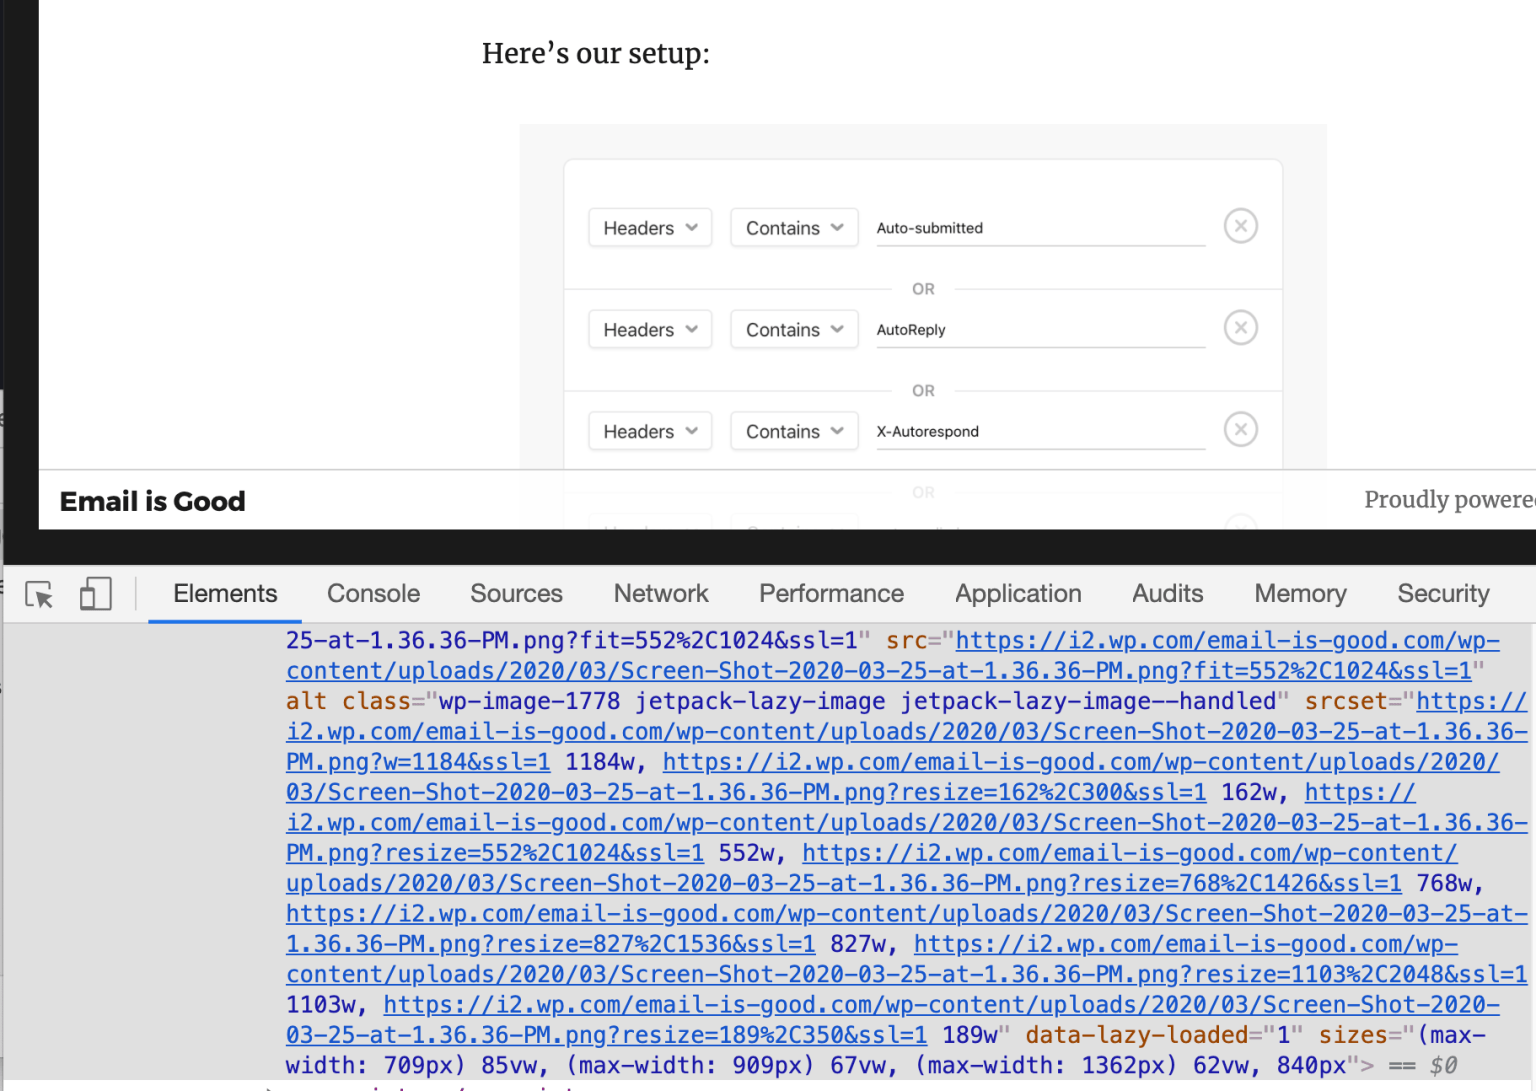 Here’s our setup:
Headers Contains Auto-submitted
OR
Headers Contains AutoReply
OR
Headers Contains X-Autorespond
OR
Email is Good Proudly powere
Elements Console Sources Network Performance Application Audits Memory Security
25-at-1.36.36-PM.png?fit=552%2C1024&ssl=1" src="https://i2.wp.com/email-is-good.com/wp-
content/uploads/2020/03/Screen-Shot-2020-03-25-at-1.36.36-PM.png?fit=552%2C1024&ssl=1"
alt class="wp-image-1778 jetpack-lazy-image jetpack-lazy-image--handled" srcset="https://
i2.wp.com/email-is-good.com/wp-content/uploads/2020/03/Screen-Shot-2020-03-25-at-1.36.36-
PM.png?w=1184&ssl=1 1184w, https://i2.wp.com/email-is-good.com/wp-content/uploads/2020/
03/Screen-Shot-2020-03-25-at-1.36.36-PM.png?resize=162%2C300&ssl=1 162w, https://
i2.wp.com/email-is-good.com/wp-content/uploads/2020/03/Screen-Shot-2020-03-25-at-1.36.36-
PM.png?resize=552%2C1024&ssl=1 552w, https://i2.wp.com/email-is-good.com/wp-content/
uploads/2020/03/Screen-Shot-2020-03-25-at-1.36.36-PM.png?resize=768%2C1426&ssl=1 768w,
https://i2.wp.com/email-is-good.com/wp-content/uploads/2020/03/Screen-Shot-2020-03-25-at-
1.36.36-PM.png?resize=827%2C1536&ssl=1 827w, https://i2.wp.com/email-is-good.com/wp-
content/uploads/2020/03/Screen-Shot-2020-03-25-at-1.36.36-PM.png?resize=1103%2C2048&ssl=1
1103w, https://i2.wp.com/email-is-good.com/wp-content/uploads/2020/03/Screen-Shot-2020-
03-25-at-1.36.36-PM.png?resize=189%2C350&ssl=1 189w" data-lazy-loaded="1" sizes="(max-
width: 709px) 85vw, (max-width: 909px) 67vw, (max-width: 1362px) 62vw, 840px"> == $0